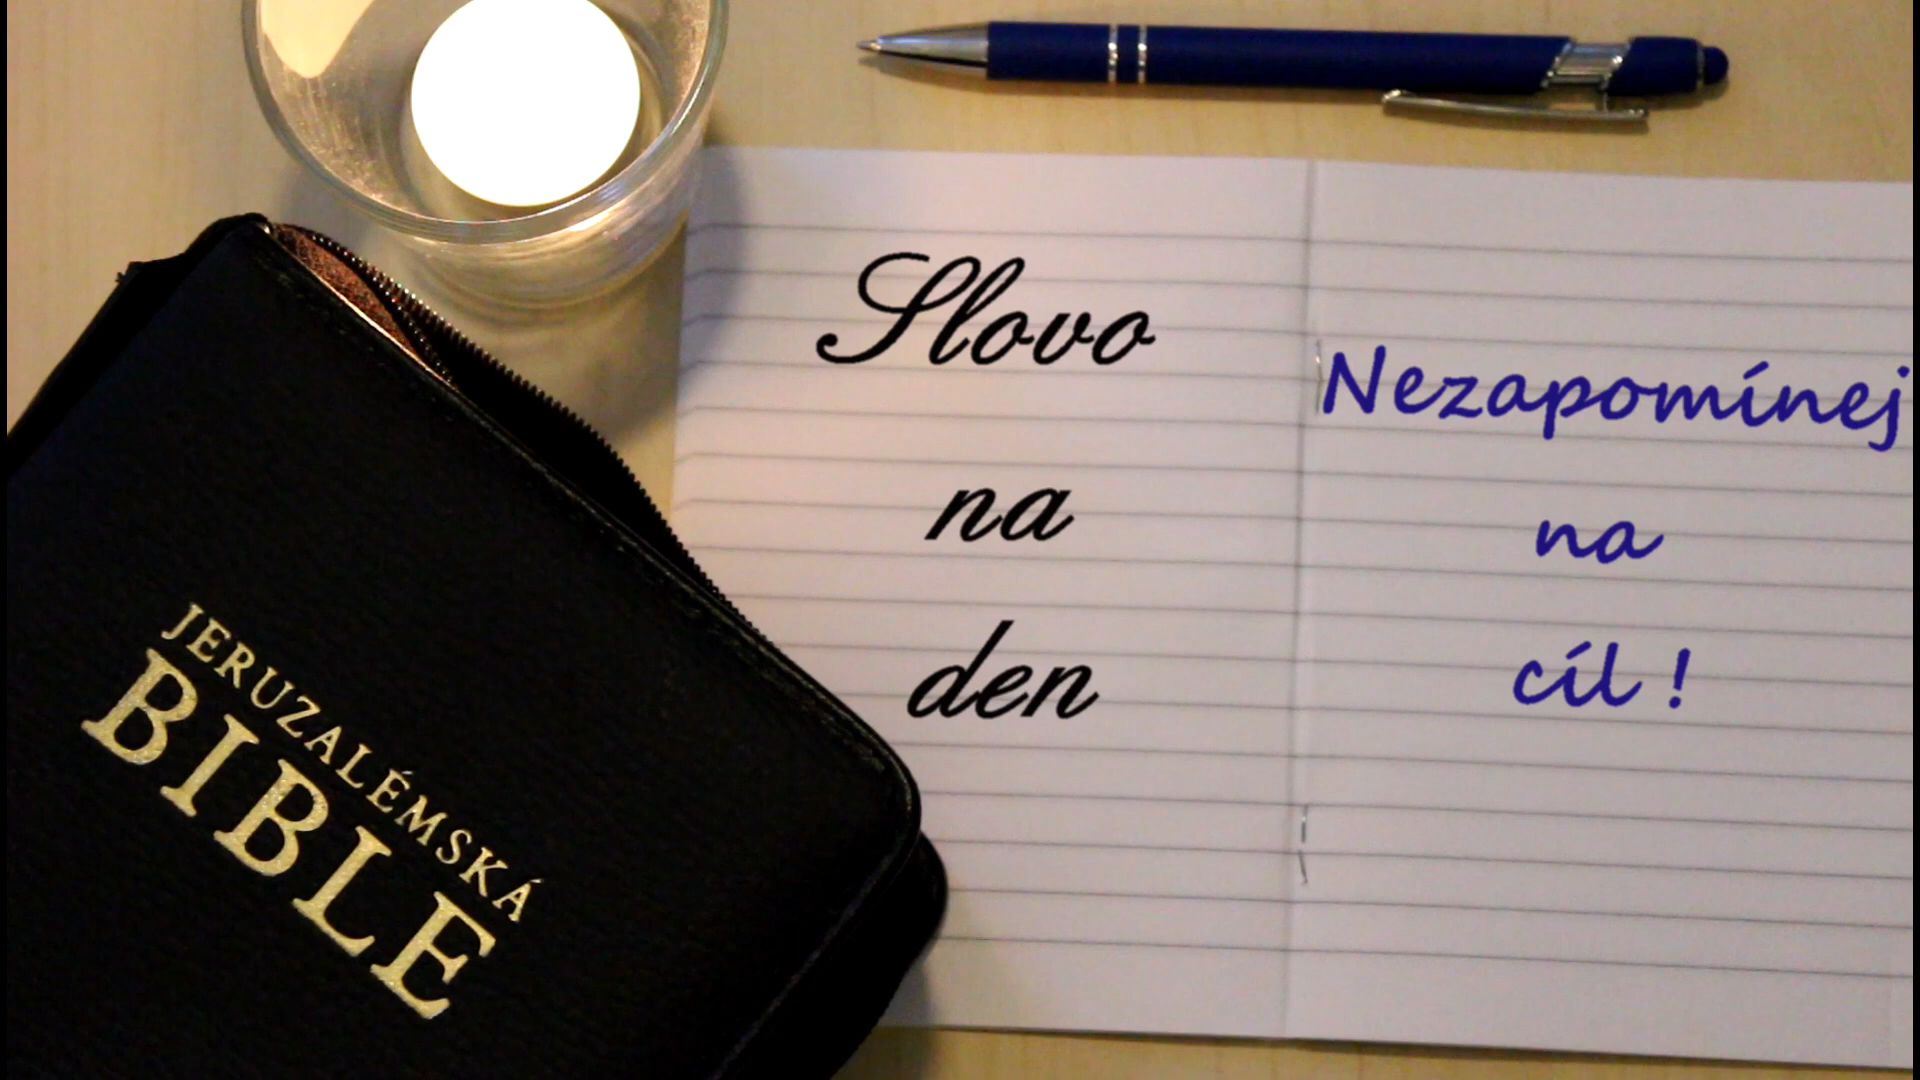 Slovo
na
den
Nezapomínej
na
cíl !
JERUZALÉMSKÁ
BIBLE